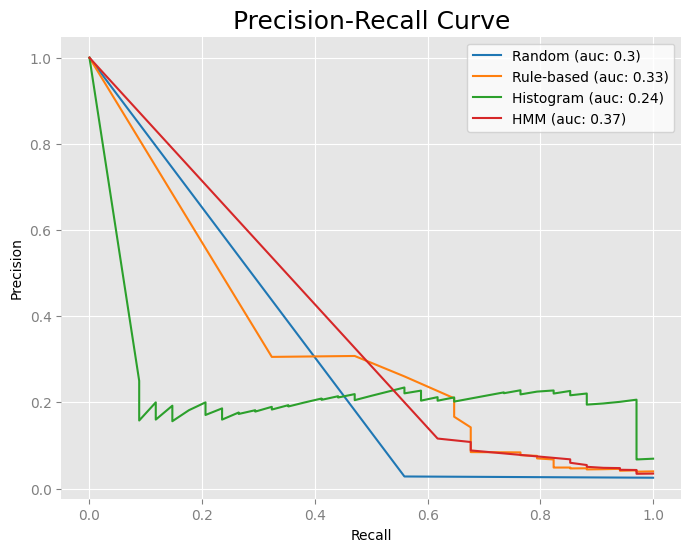 Precision-Recall Curve
Random (auc: 0.3)
Rule-based (auc: 0.33)
Histogram (auc: 0.24)
HMM (auc: 0.37)
Precision
1.0
0.8
0.6
0.4
0.2
0.0
0.0 0.2 0.4 0.6 0.8 1.0
Recall